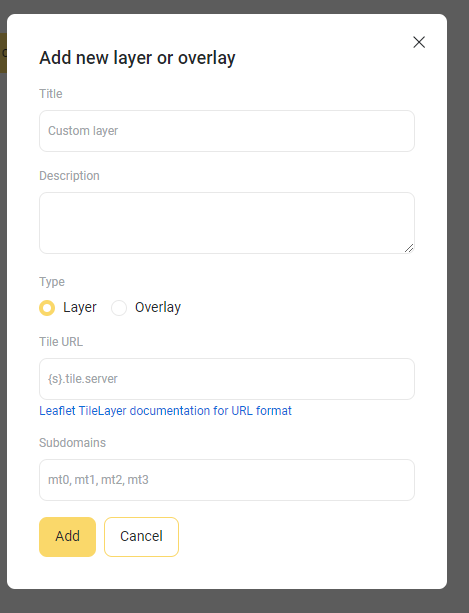 Add new layer or overlay
Title
Custom layer
Description
Type
Layer Overlay
Tile URL
{s}.tile.server
Leaflet TileLayer documentation for URL format
Subdomains
mt0, mt1, mt2, mt3
Add Cancel